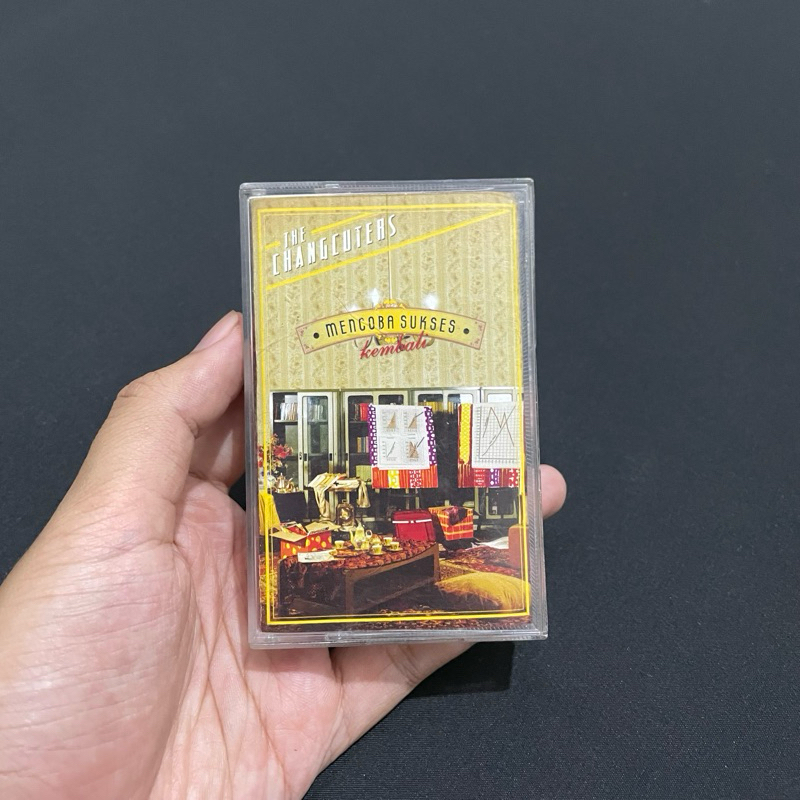 THE
CHANGCUTERS
MENCOBA SUKSES
kembali